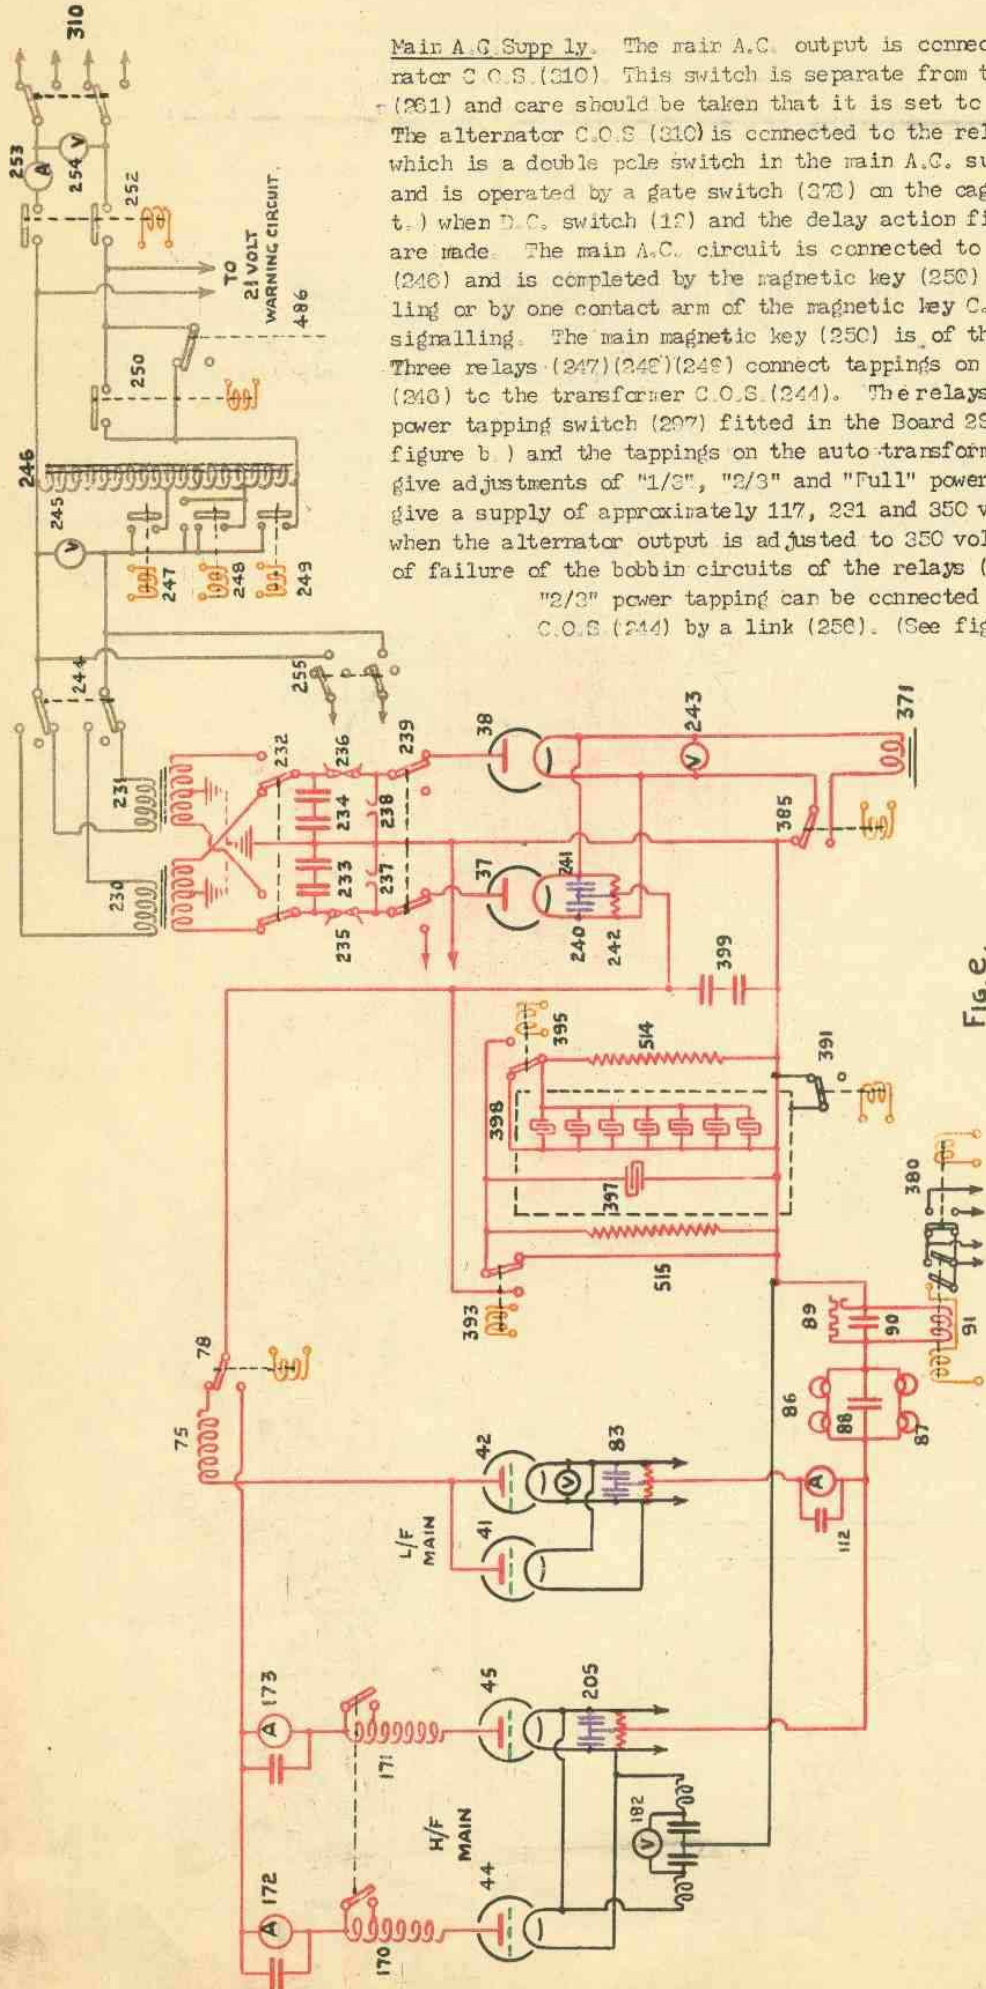 Main A.C. Supply. The main A.C. output is connec
rator C.O.S.(310) This switch is separate from t
(281) and care should be taken that it is set to
The alternator C.O.S (310) is connected to the rel
which is a double pole switch in the main A.C. su
and is operated by a gate switch (378) on the cag
t.) when D.C. switch (12) and the delay action fi
are made. The main A.C. circuit is connected to
(246) and is completed by the magnetic key (250)
ling or by one contact arm of the magnetic key C.
signalling. The main magnetic key (250) is of th
Three relays (247)(248)(249) connect tappings on
(246) to the transformer C.O.S.(244). The relays
power tapping switch (297) fitted in the Board 29
figure b.) and the tappings on the auto-transform
give adjustments of "1/3", "2/3" and "Full" power
give a supply of approximately 117, 231 and 350 v
when the alternator output is adjusted to 350 vol
of failure of the bobbin circuits of the relays (
"2/3" power tapping can be connected
C.O.S.(244) by a link (256). (See fig
310
253
A
254
V
252
TO
2½ VOLT
WARNING CIRCUIT.
486
250
246
245
V
247
248
249
244
255
231
230
232
236
239
234
238
233
237
235
38
37
243
V
371
385
241
240
242
399
395
514
398
397
391
393
515
FIG. e.
380
78
75
89
90
91
86
88
87
42
41
V
83
L/F
MAIN
A
112
173
A
172
A
171
170
45
44
205
H/F
MAIN
182
V